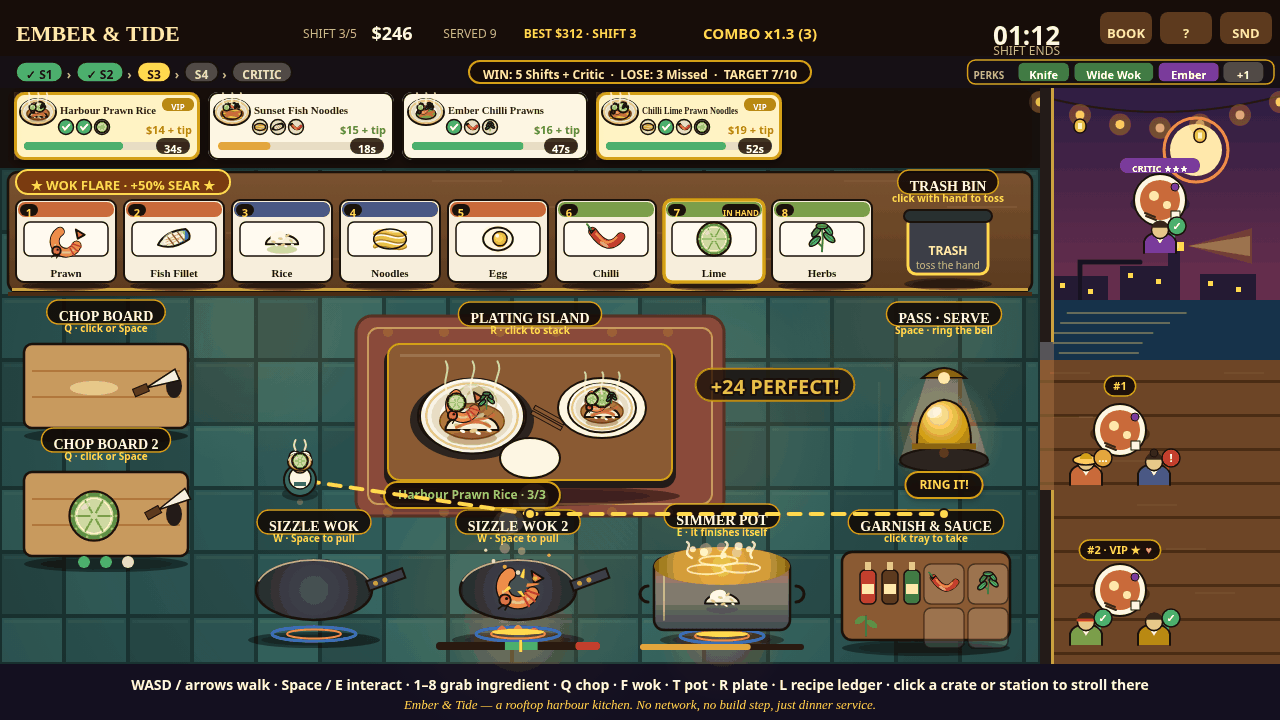 EMBER & TIDE
SHIFT 3/5 $246 SERVED 9 BEST $312 · SHIFT 3 COMBO x1.3 (3)
01:12
SHIFT ENDS
BOOK ? SND
✓ S1 › ✓ S2 › S3 › S4 › CRITIC
WIN: 5 Shifts + Critic · LOSE: 3 Missed · TARGET 7/10
PERKS Knife Wide Wok Ember +1
Harbour Prawn Rice VIP
$14 + tip
34s
Sunset Fish Noodles
$15 + tip
18s
Ember Chilli Prawns
$16 + tip
47s
Chilli Lime Prawn Noodles VIP
$19 + tip
52s
★ WOK FLARE · +50% SEAR ★
1 Prawn
2 Fish Fillet
3 Rice
4 Noodles
5 Egg
6 Chilli
7 IN HAND Lime
8 Herbs
TRASH BIN
click with hand to toss
TRASH
toss the hand
CRITIC ★★★
CHOP BOARD
Q · click or Space
CHOP BOARD 2
Q · click or Space
PLATING ISLAND
R · click to stack
+24 PERFECT!
Harbour Prawn Rice · 3/3
PASS · SERVE
Space · ring the bell
RING IT!
SIZZLE WOK
W · Space to pull
SIZZLE WOK 2
W · Space to pull
SIMMER POT
E · it finishes itself
GARNISH & SAUCE
click tray to take
#1
...
!
#2 · VIP ★ ♥
WASD / arrows walk · Space / E interact · 1–8 grab ingredient · Q chop · F wok · T pot · R plate · L recipe ledger · click a crate or station to stroll there
Ember & Tide — a rooftop harbour kitchen. No network, no build step, just dinner service.